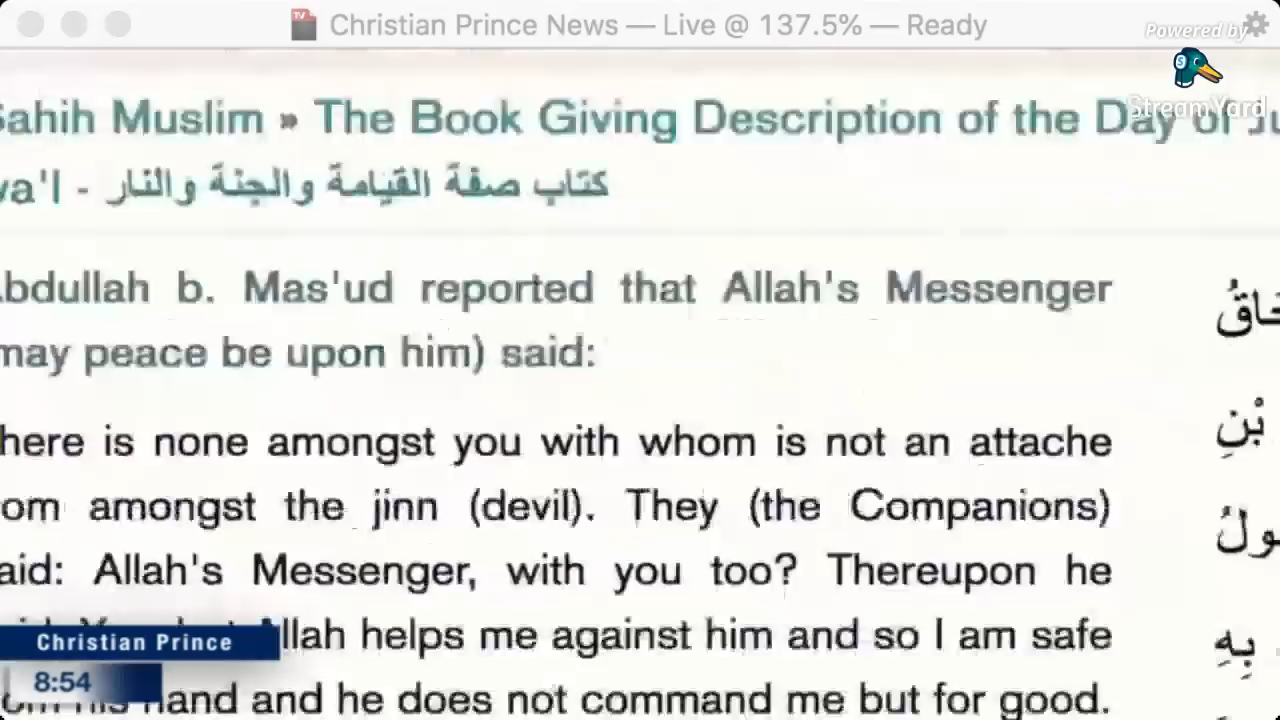 Christian Prince News — Live @ 137.5% — Ready
Powered by
StreamYard
Sahih Muslim » The Book Giving Description of the Day of Ju
wa'l - كتاب صفة القيامة والجنة والنار
Abdullah b. Mas'ud reported that Allah's Messenger
may peace be upon him) said:
here is none amongst you with whom is not an attache
om amongst the jinn (devil). They (the Companions)
aid: Allah's Messenger, with you too? Thereupon he
Allah helps me against him and so I am safe
hand and he does not command me but for good.
بْنِ
بِهِ
Christian Prince
8:54